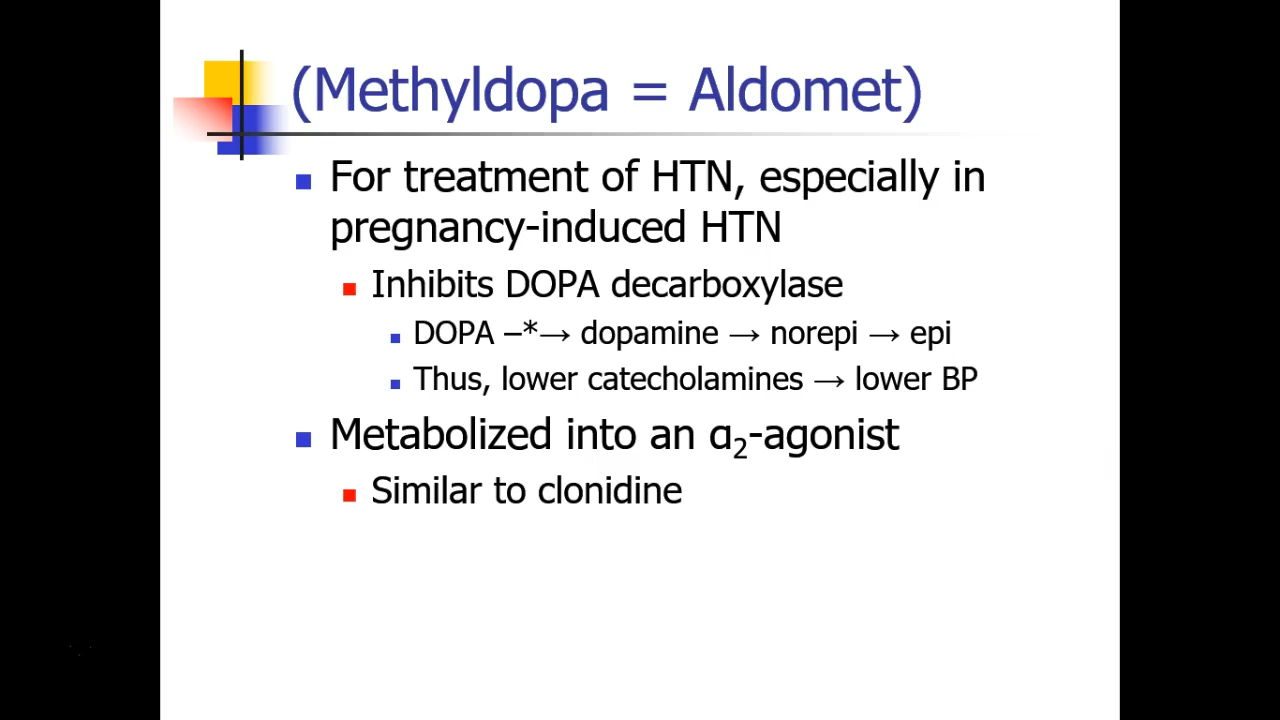 (Methyldopa = Aldomet)
For treatment of HTN, especially in
pregnancy-induced HTN
Inhibits DOPA decarboxylase
DOPA –*→ dopamine → norepi → epi
Thus, lower catecholamines → lower BP
Metabolized into an α₂-agonist
Similar to clonidine